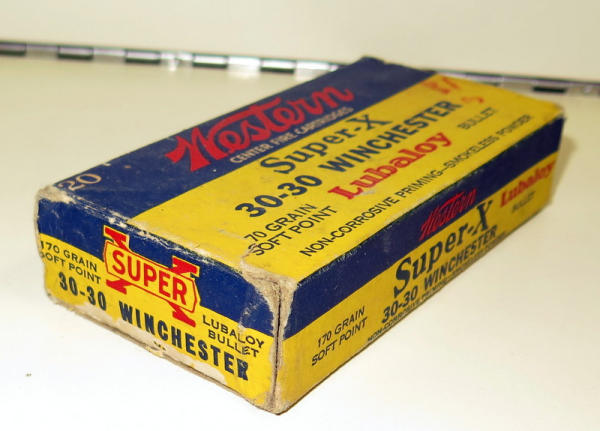 20
Western
CENTER FIRE CARTRIDGES
Super-X
30-30 WINCHESTER
70 GRAIN
SOFT POINT
Lubaloy
BULLET
NON-CORROSIVE PRIMING—SMOKELESS POWDER
170 GRAIN
SOFT POINT
SUPER
X
LUBALOY
BULLET
30-30 WINCHESTER
Western
Super-X
30-30 WINCHESTER
170 GRAIN
SOFT POINT
Lubaloy
BULLET
NON-CORROSIVE